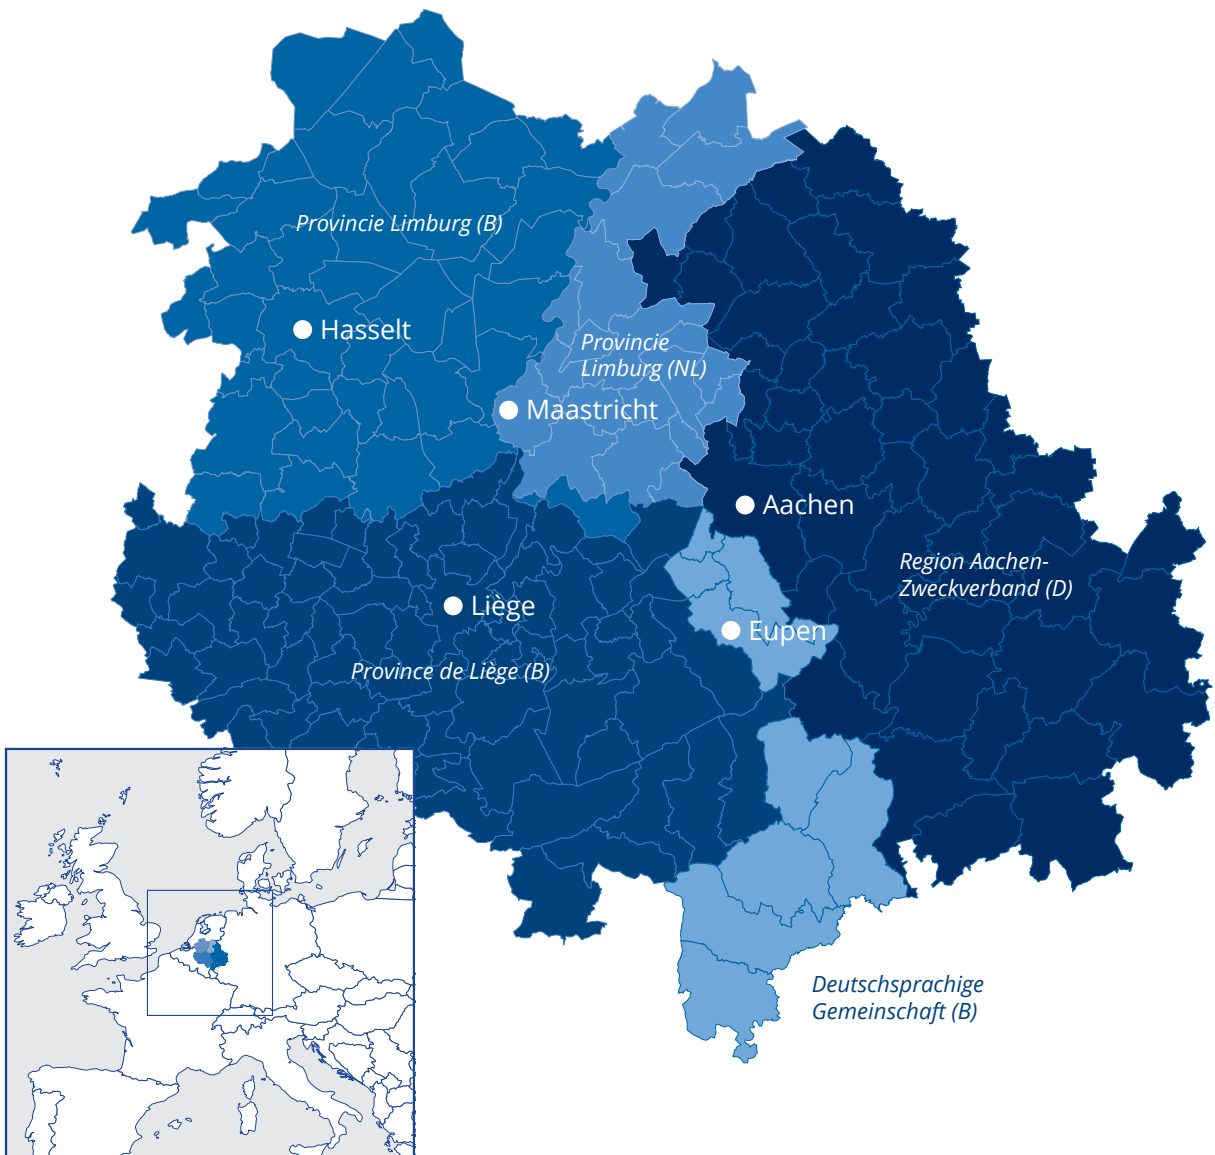 Provincie Limburg (B)
Hasselt
Provincie
Limburg (NL)
Maastricht
Aachen
Region Aachen-
Zweckverband (D)
Liège
Eupen
Province de Liège (B)
Deutschsprachige
Gemeinschaft (B)